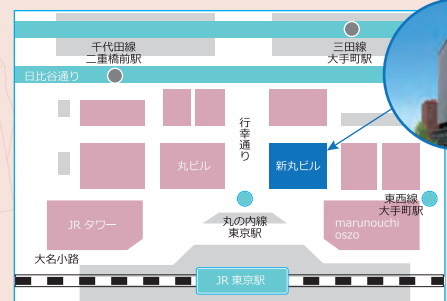 千代田線
二重橋前駅
三田線
大手町駅
日比谷通り
行幸通り
丸ビル
新丸ビル
東西線
大手町駅
丸の内線
東京駅
JR タワー
marunouchi
oszo
大名小路
JR 東京駅